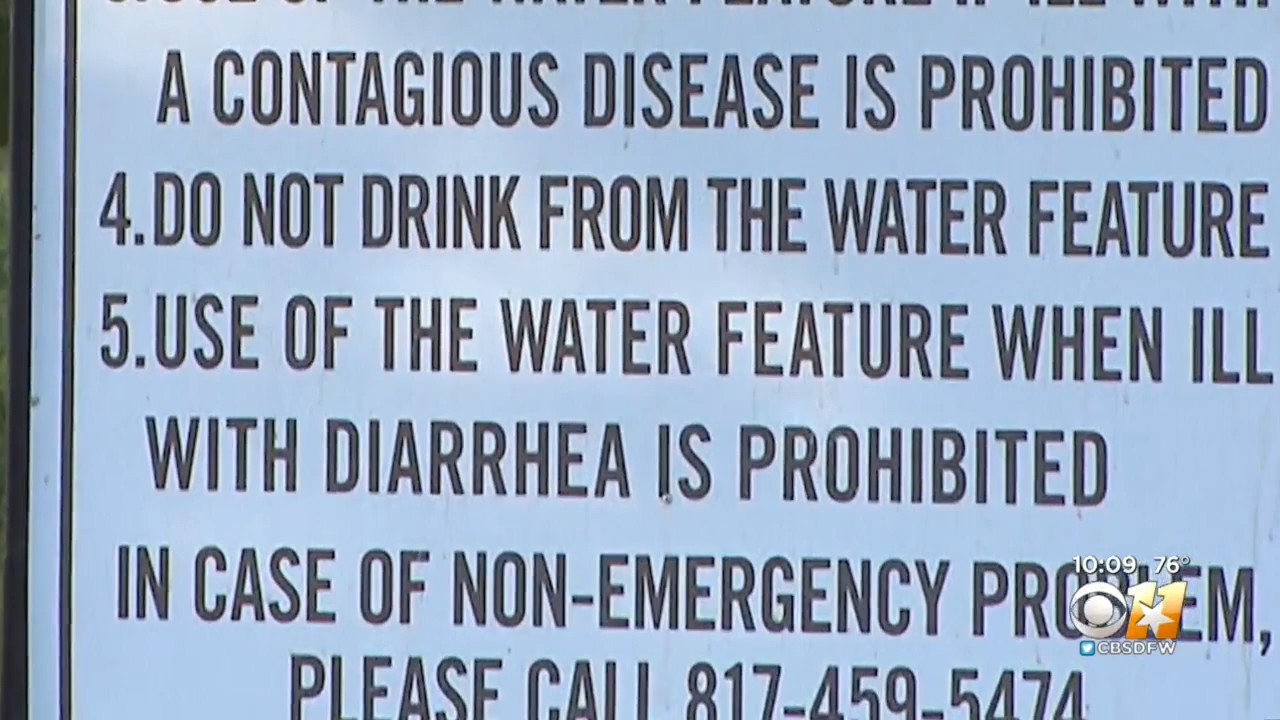 A CONTAGIOUS DISEASE IS PROHIBITED
4. DO NOT DRINK FROM THE WATER FEATURE
5. USE OF THE WATER FEATURE WHEN ILL
WITH DIARRHEA IS PROHIBITED
IN CASE OF NON-EMERGENCY PROBLEM,
PLEASE CALL 817-459-5474
10:09 76°
11
CBSDFW